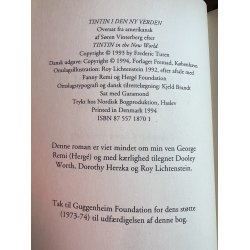 TINTIN I DEN NY VERDEN
Oversat fra amerikansk
af Søren Vinterberg efter
TINTIN in the New World
Copyright © 1993 by Frederic Tuten
Dansk udgave: Copyright © 1994, Forlaget Forsund, København
Omslagsillustration: Roy Lichtenstein 1992, efter aftale med
Fanny Remi og Hergé Foundation
Omslagstypografi og dansk tilrettelægning: Kjeld Brandt
Sat med Garamond
Trykt hos Nordisk Bogproduktion, Haslev
Printed in Denmark 1994
ISBN 87 557 1870 1
Denne roman er viet mindet om min ven George
Remi (Hergé) og med kærlighed tilegnet Dooley
Worth, Dorothy Herzka og Roy Lichtenstein.
Tak til Guggenheim Foundation for dens støtte
(1973-74) til udfærdigelsen af denne bog.